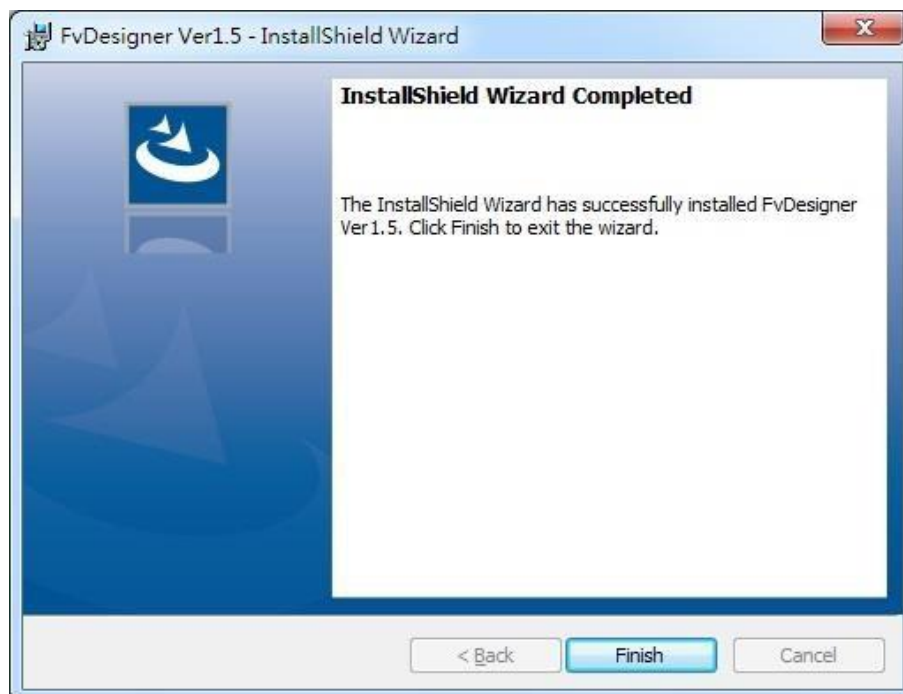 FvDesigner Ver1.5 - InstallShield Wizard
InstallShield Wizard Completed
The InstallShield Wizard has successfully installed FvDesigner
Ver1.5. Click Finish to exit the wizard.
< Back
Finish
Cancel